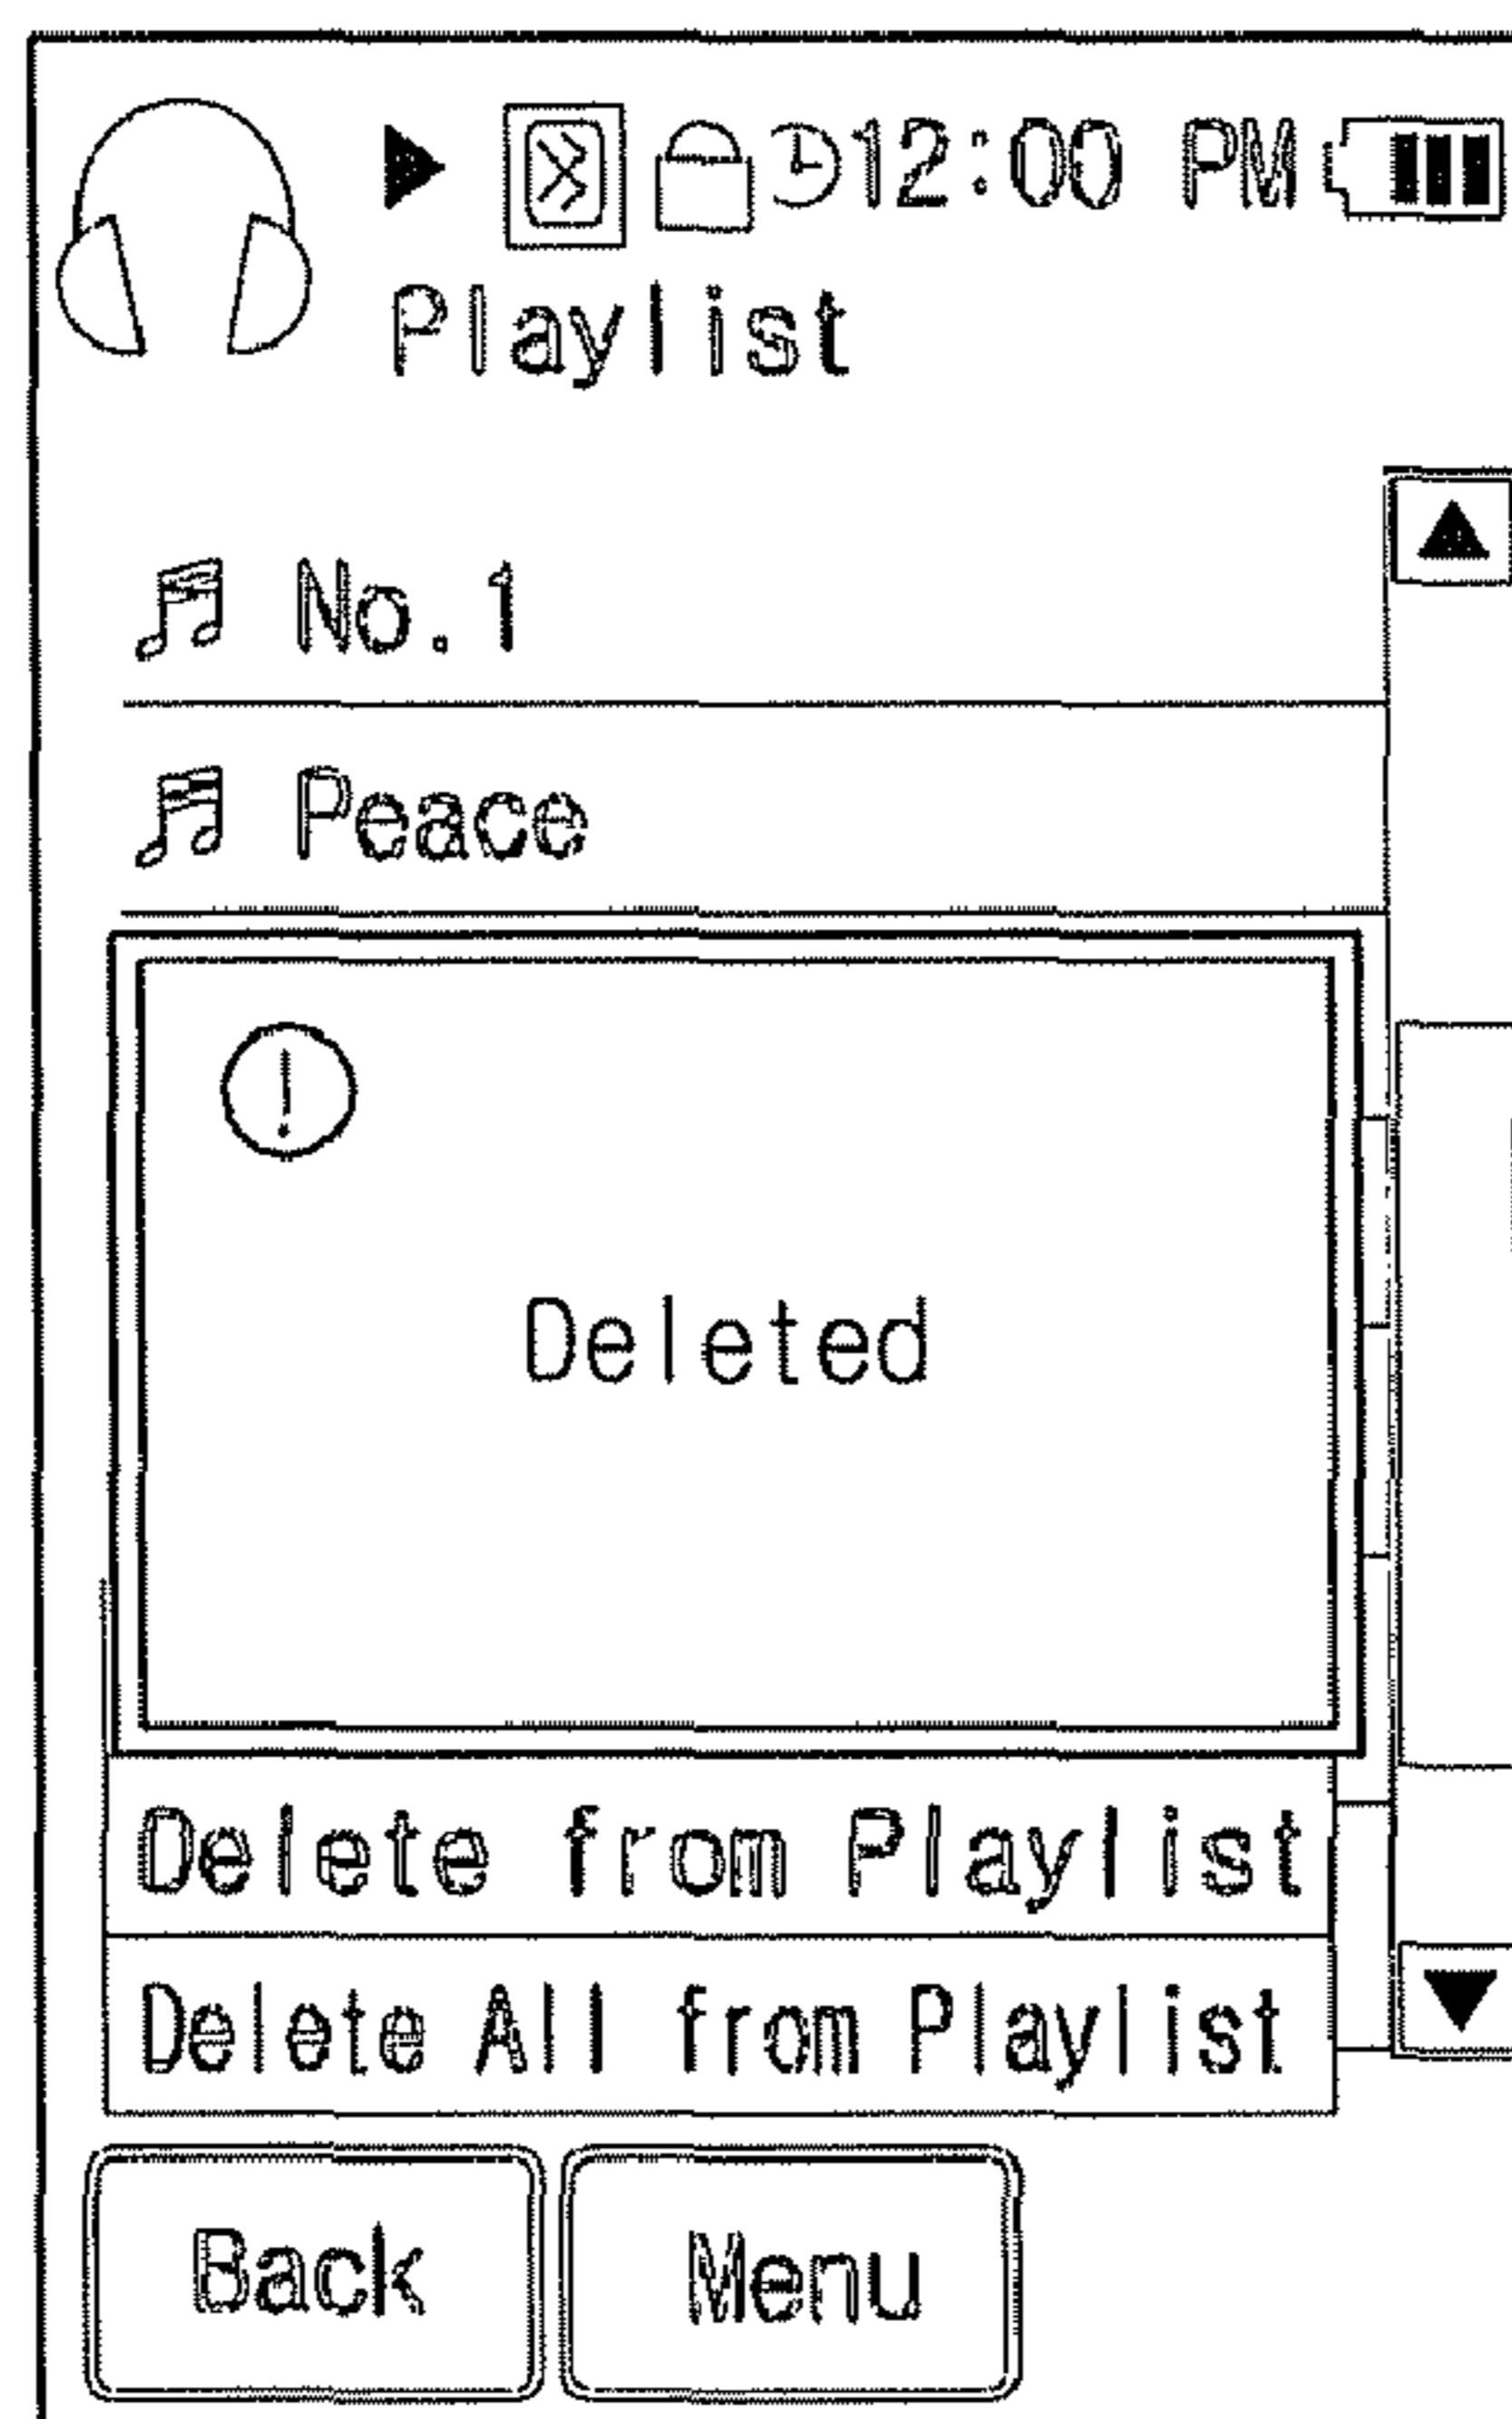 12:00 PM
Playlist
No.1
Peace
Deleted
Delete from Playlist
Delete All from Playlist
Back
Menu